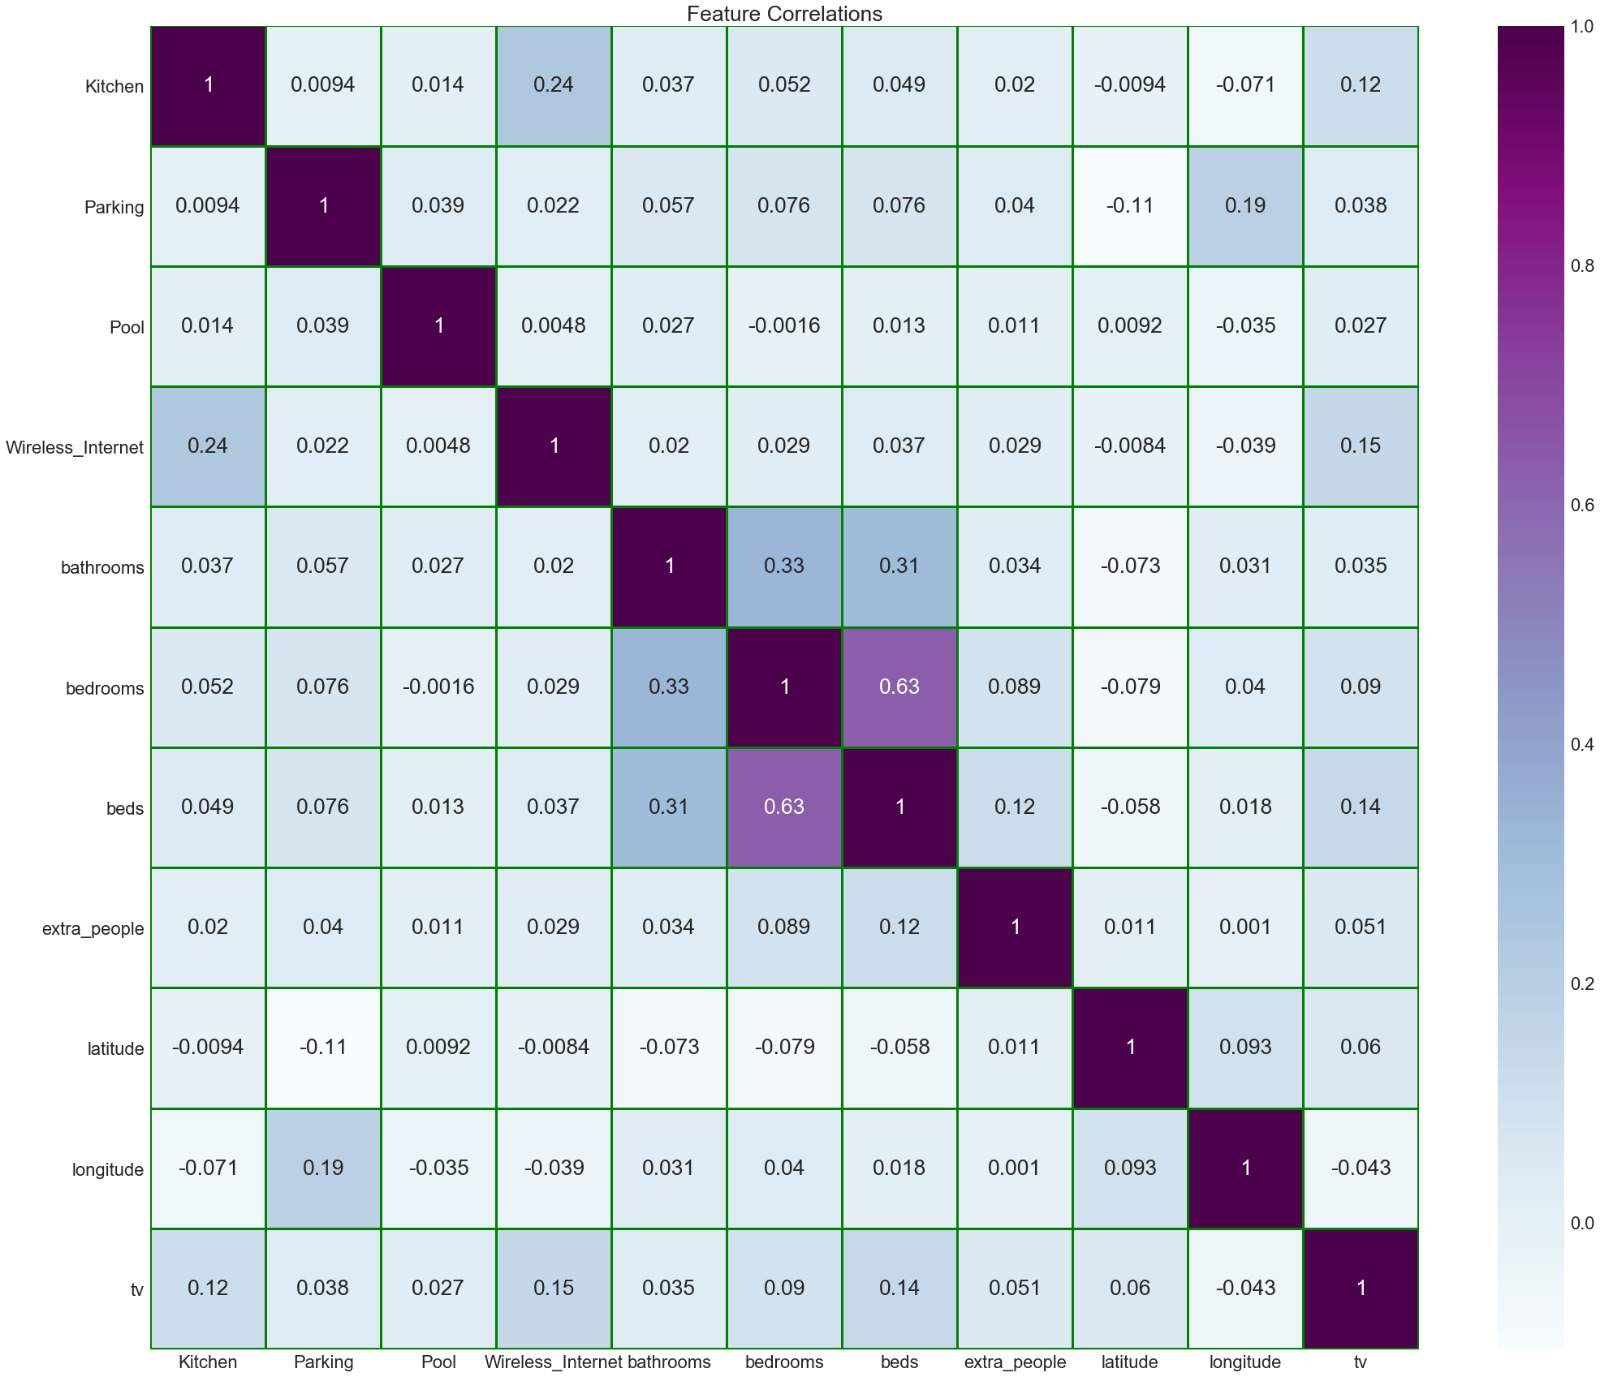 Feature Correlations
Kitchen 1 0.0094 0.014 0.24 0.037 0.052 0.049 0.02 -0.0094 -0.071 0.12
Parking 0.0094 1 0.039 0.022 0.057 0.076 0.076 0.04 -0.11 0.19 0.038
Pool 0.014 0.039 1 0.0048 0.027 -0.0016 0.013 0.011 0.0092 -0.035 0.027
Wireless_Internet 0.24 0.022 0.0048 1 0.02 0.029 0.037 0.029 -0.0084 -0.039 0.15
bathrooms 0.037 0.057 0.027 0.02 1 0.33 0.31 0.034 -0.073 0.031 0.035
bedrooms 0.052 0.076 -0.0016 0.029 0.33 1 0.63 0.089 -0.079 0.04 0.09
beds 0.049 0.076 0.013 0.037 0.31 0.63 1 0.12 -0.058 0.018 0.14
extra_people 0.02 0.04 0.011 0.029 0.034 0.089 0.12 1 0.011 0.001 0.051
latitude -0.0094 -0.11 0.0092 -0.0084 -0.073 -0.079 -0.058 0.011 1 0.093 0.06
longitude -0.071 0.19 -0.035 -0.039 0.031 0.04 0.018 0.001 0.093 1 -0.043
tv 0.12 0.038 0.027 0.15 0.035 0.09 0.14 0.051 0.06 -0.043 1
Kitchen Parking Pool Wireless_Internet bathrooms bedrooms beds extra_people latitude longitude tv
1.0
0.8
0.6
0.4
0.2
0.0